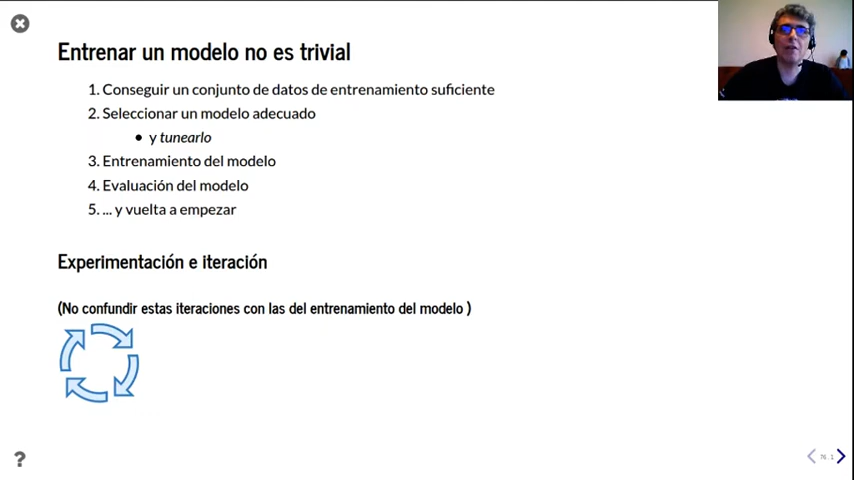 Entrenar un modelo no es trivial
1. Conseguir un conjunto de datos de entrenamiento suficiente
2. Seleccionar un modelo adecuado
• y tunearlo
3. Entrenamiento del modelo
4. Evaluación del modelo
5. ... y vuelta a empezar
Experimentación e iteración
(No confundir estas iteraciones con las del entrenamiento del modelo )
?
76 . 1